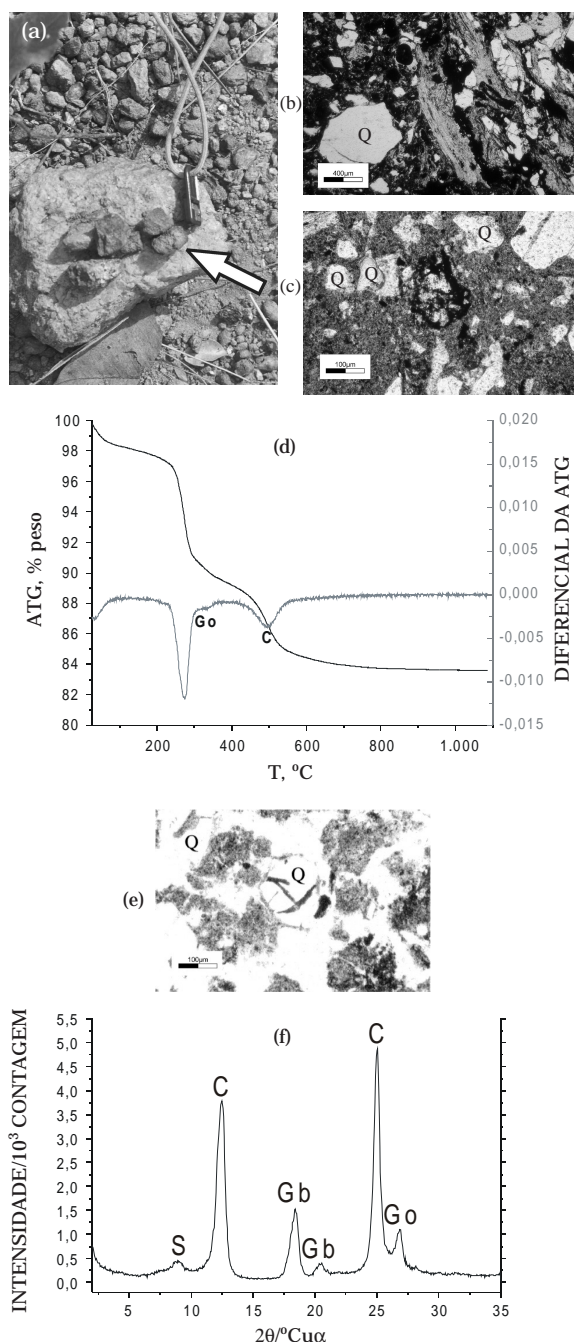 (a)
(b)
Q
400µm
(c)
Q
Q
Q
100µm
(d)
100
98
96
94
92
90
88
86
84
82
80
ATG, % peso
0,020
0,015
0,010
0,005
0,000
-0,005
-0,010
-0,015
DIFERENCIAL DA ATG
Go
C
200
400
600
800
1.000
T, ºC
(e)
Q
Q
100µm
(f)
INTENSIDADE/10³ CONTAGEM
5,5
5,0
4,5
4,0
3,5
3,0
2,5
2,0
1,5
1,0
0,5
0,0
S
C
Gb
Gb
C
Go
5
10
15
20
25
30
35
2θ/ºCuα